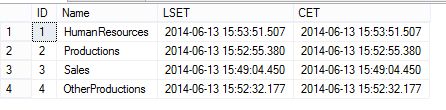 ID Name LSET CET
1 1 HumanResources 2014-06-13 15:53:51.507 2014-06-13 15:53:51.507
2 2 Productions 2014-06-13 15:52:55.380 2014-06-13 15:52:55.380
3 3 Sales 2014-06-13 15:49:04.450 2014-06-13 15:49:04.450
4 4 OtherProductions 2014-06-13 15:52:32.177 2014-06-13 15:52:32.177